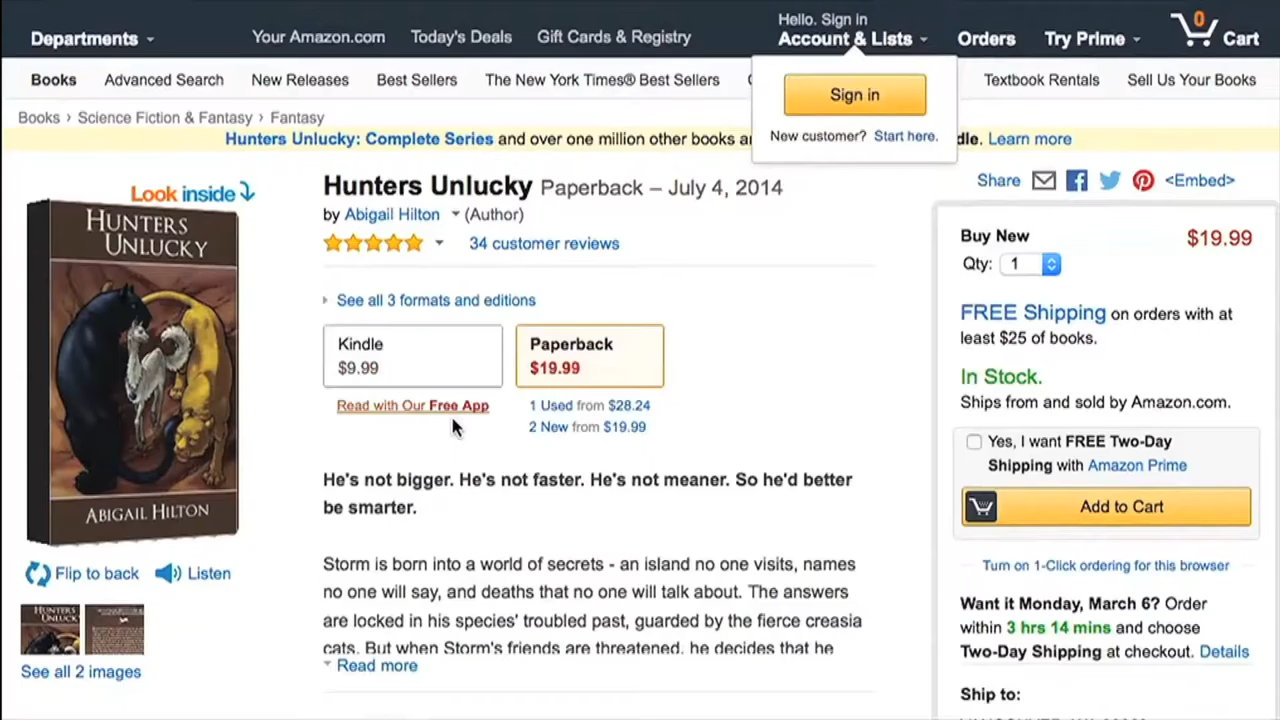 Hello. Sign in
Departments
Your Amazon.com
Today's Deals
Gift Cards & Registry
Account & Lists
Orders
Try Prime
0
Cart
Books
Advanced Search
New Releases
Best Sellers
The New York Times® Best Sellers
Textbook Rentals
Sell Us Your Books
Sign in
New customer? Start here.
Books › Science Fiction & Fantasy › Fantasy
Hunters Unlucky: Complete Series and over one million other books
Learn more
Look inside
HUNTERS
UNLUCKY
ABIGAIL HILTON
Flip to back
Listen
See all 2 images
Hunters Unlucky Paperback – July 4, 2014
by Abigail Hilton (Author)
34 customer reviews
See all 3 formats and editions
Kindle
$9.99
Paperback
$19.99
Read with Our Free App
1 Used from $28.24
2 New from $19.99
He's not bigger. He's not faster. He's not meaner. So he'd better
be smarter.
Storm is born into a world of secrets - an island no one visits, names
no one will say, and deaths that no one will talk about. The answers
are locked in his species' troubled past, guarded by the fierce creasia
cats. But when Storm's friends are threatened, he decides that he
Read more
Share
<Embed>
Buy New
$19.99
Qty: 1
FREE Shipping on orders with at
least $25 of books.
In Stock.
Ships from and sold by Amazon.com.
Yes, I want FREE Two-Day
Shipping with Amazon Prime
Add to Cart
Turn on 1-Click ordering for this browser
Want it Monday, March 6? Order
within 3 hrs 14 mins and choose
Two-Day Shipping at checkout. Details
Ship to: